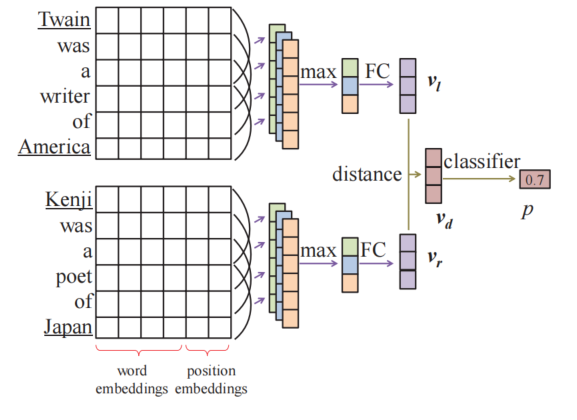 Twain
was
a
writer
of
America
max
FC
v_l
distance
classifier
0.7
v_d
p
Kenji
was
a
poet
of
Japan
max
FC
v_r
word
embeddings
position
embeddings